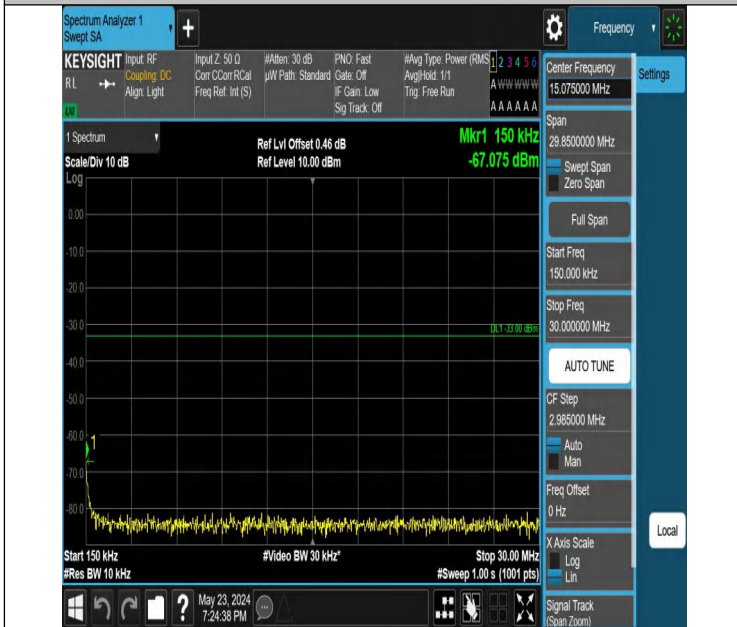 Spectrum Analyzer 1
Swept SA
+
Frequency
KEYSIGHT
RL
LXI
Input: RF
Coupling: DC
Align: Light
Input Z: 50 Ω
Corr CCorr RCal
Freq Ref: Int (S)
#Atten: 30 dB
µW Path: Standard
PNO: Fast
Gate: Off
IF Gain: Low
Sig Track: Off
#Avg Type: Power (RMS
Avg|Hold: 1/1
Trig: Free Run
1 2 3 4 5 6
A W W W W W
A A A A A A
1 Spectrum
Scale/Div 10 dB
Log
Ref Lvl Offset 0.46 dB
Ref Level 10.00 dBm
Mkr1 150 kHz
-67.075 dBm
0.00
-10.0
-20.0
-30.0
-40.0
-50.0
-60.0
-70.0
-80.0
DL1 -33.00 dBm
1
Start 150 kHz
#Res BW 10 kHz
#Video BW 30 kHz*
Stop 30.00 MHz
#Sweep 1.00 s (1001 pts)
Center Frequency
15.075000 MHz
Span
29.8500000 MHz
Swept Span
Zero Span
Full Span
Start Freq
150.000 kHz
Stop Freq
30.000000 MHz
AUTO TUNE
CF Step
2.985000 MHz
Auto
Man
Freq Offset
0 Hz
X Axis Scale
Log
Lin
Signal Track
(Span Zoom)
Settings
Local
?
May 23, 2024
7:24:38 PM